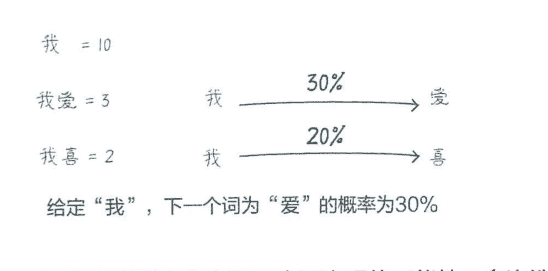 我 = 10
30%
我爱 = 3 我 爱
20%
我喜 = 2 我 喜
给定“我”，下一个词为“爱”的概率为30%